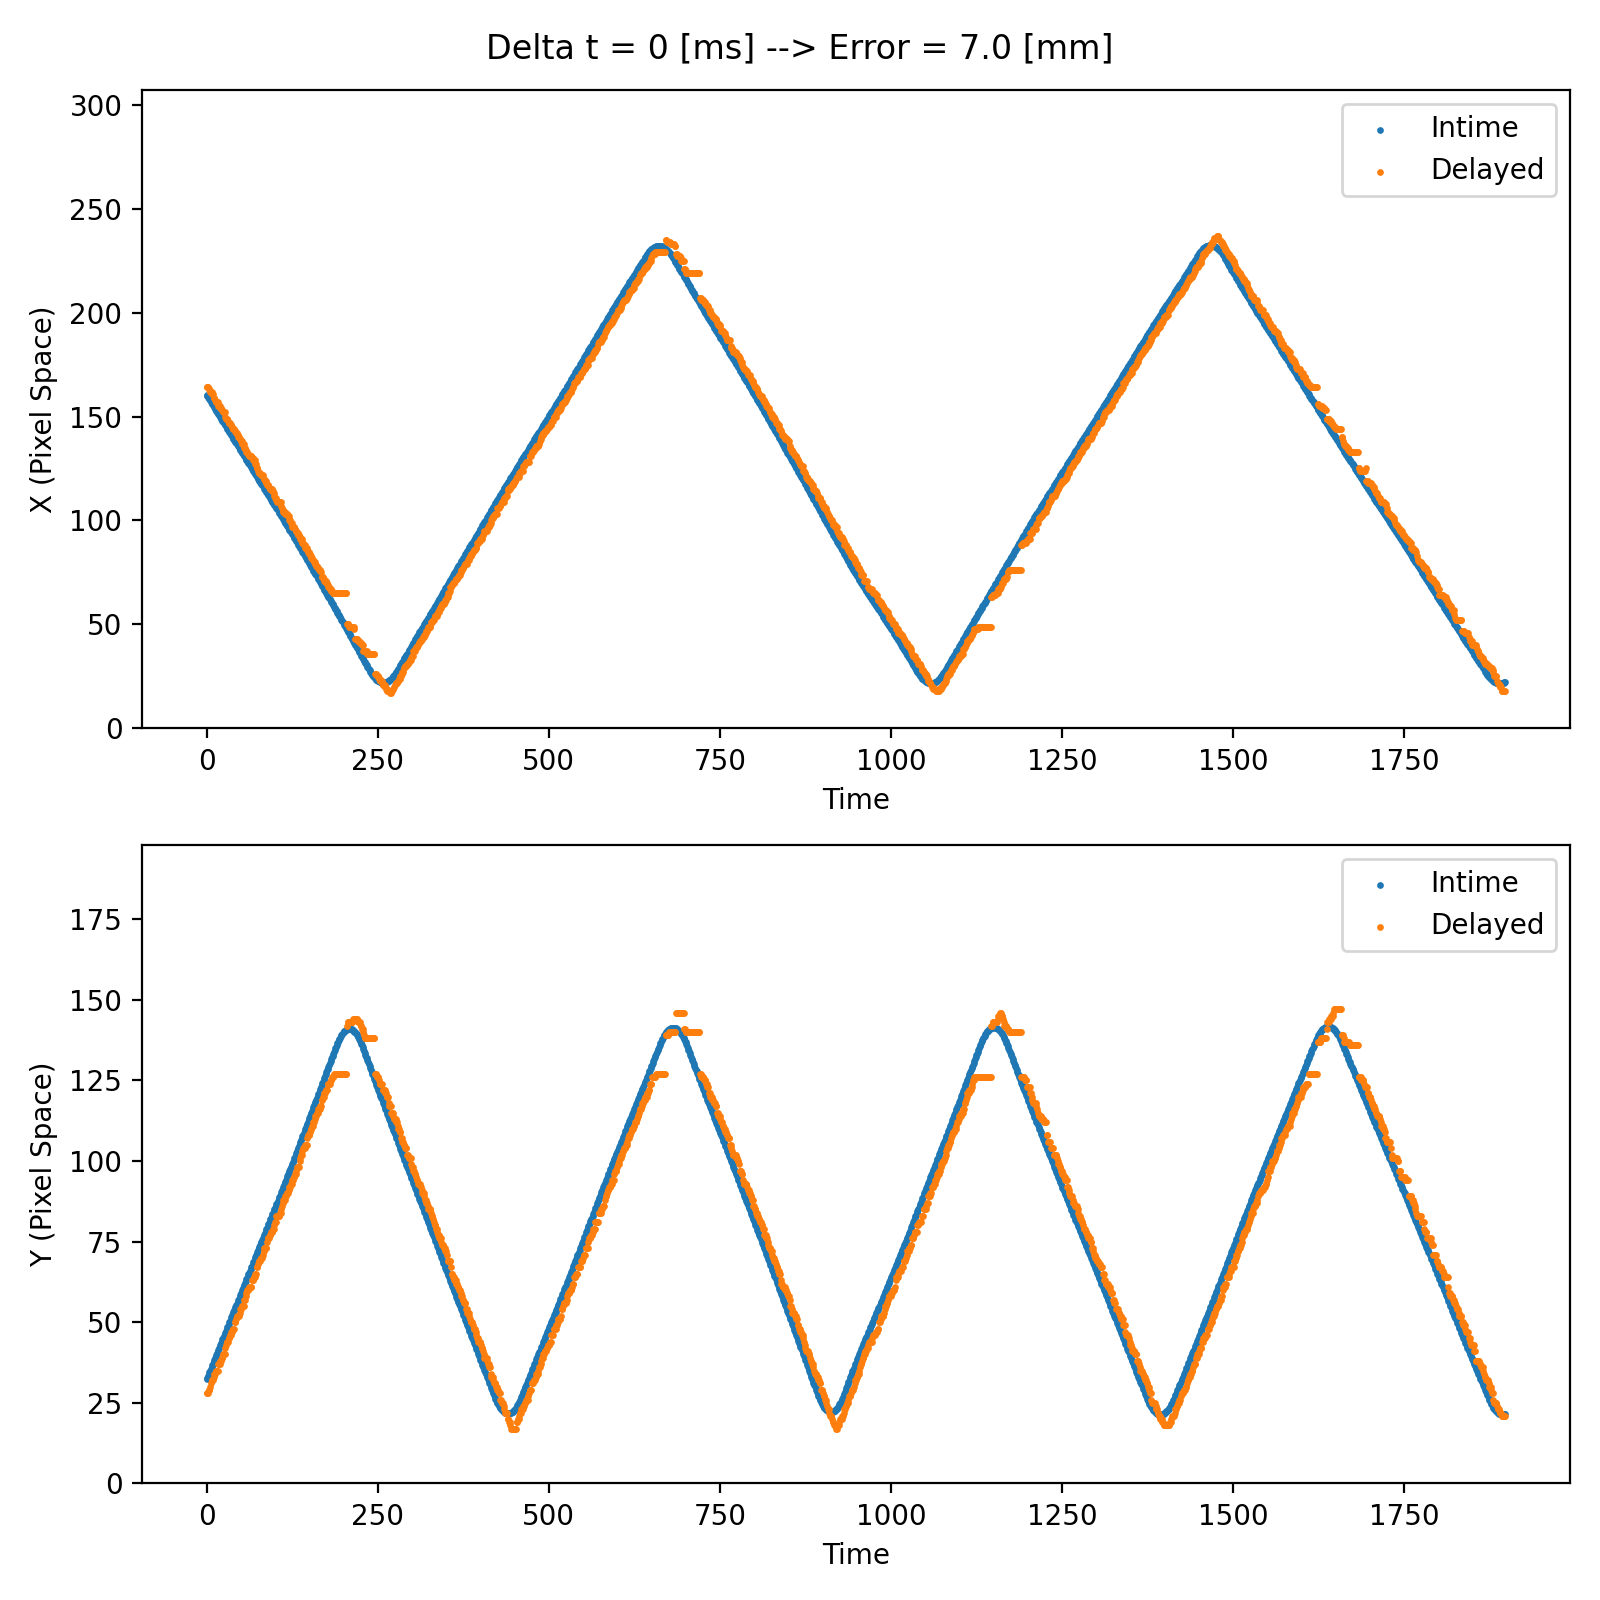 Delta t = 0 [ms] --> Error = 7.0 [mm]
300
250
200
150
100
50
0
X (Pixel Space)
Intime
Delayed
0 250 500 750 1000 1250 1500 1750
Time
175
150
125
100
75
50
25
0
Y (Pixel Space)
Intime
Delayed
0 250 500 750 1000 1250 1500 1750
Time